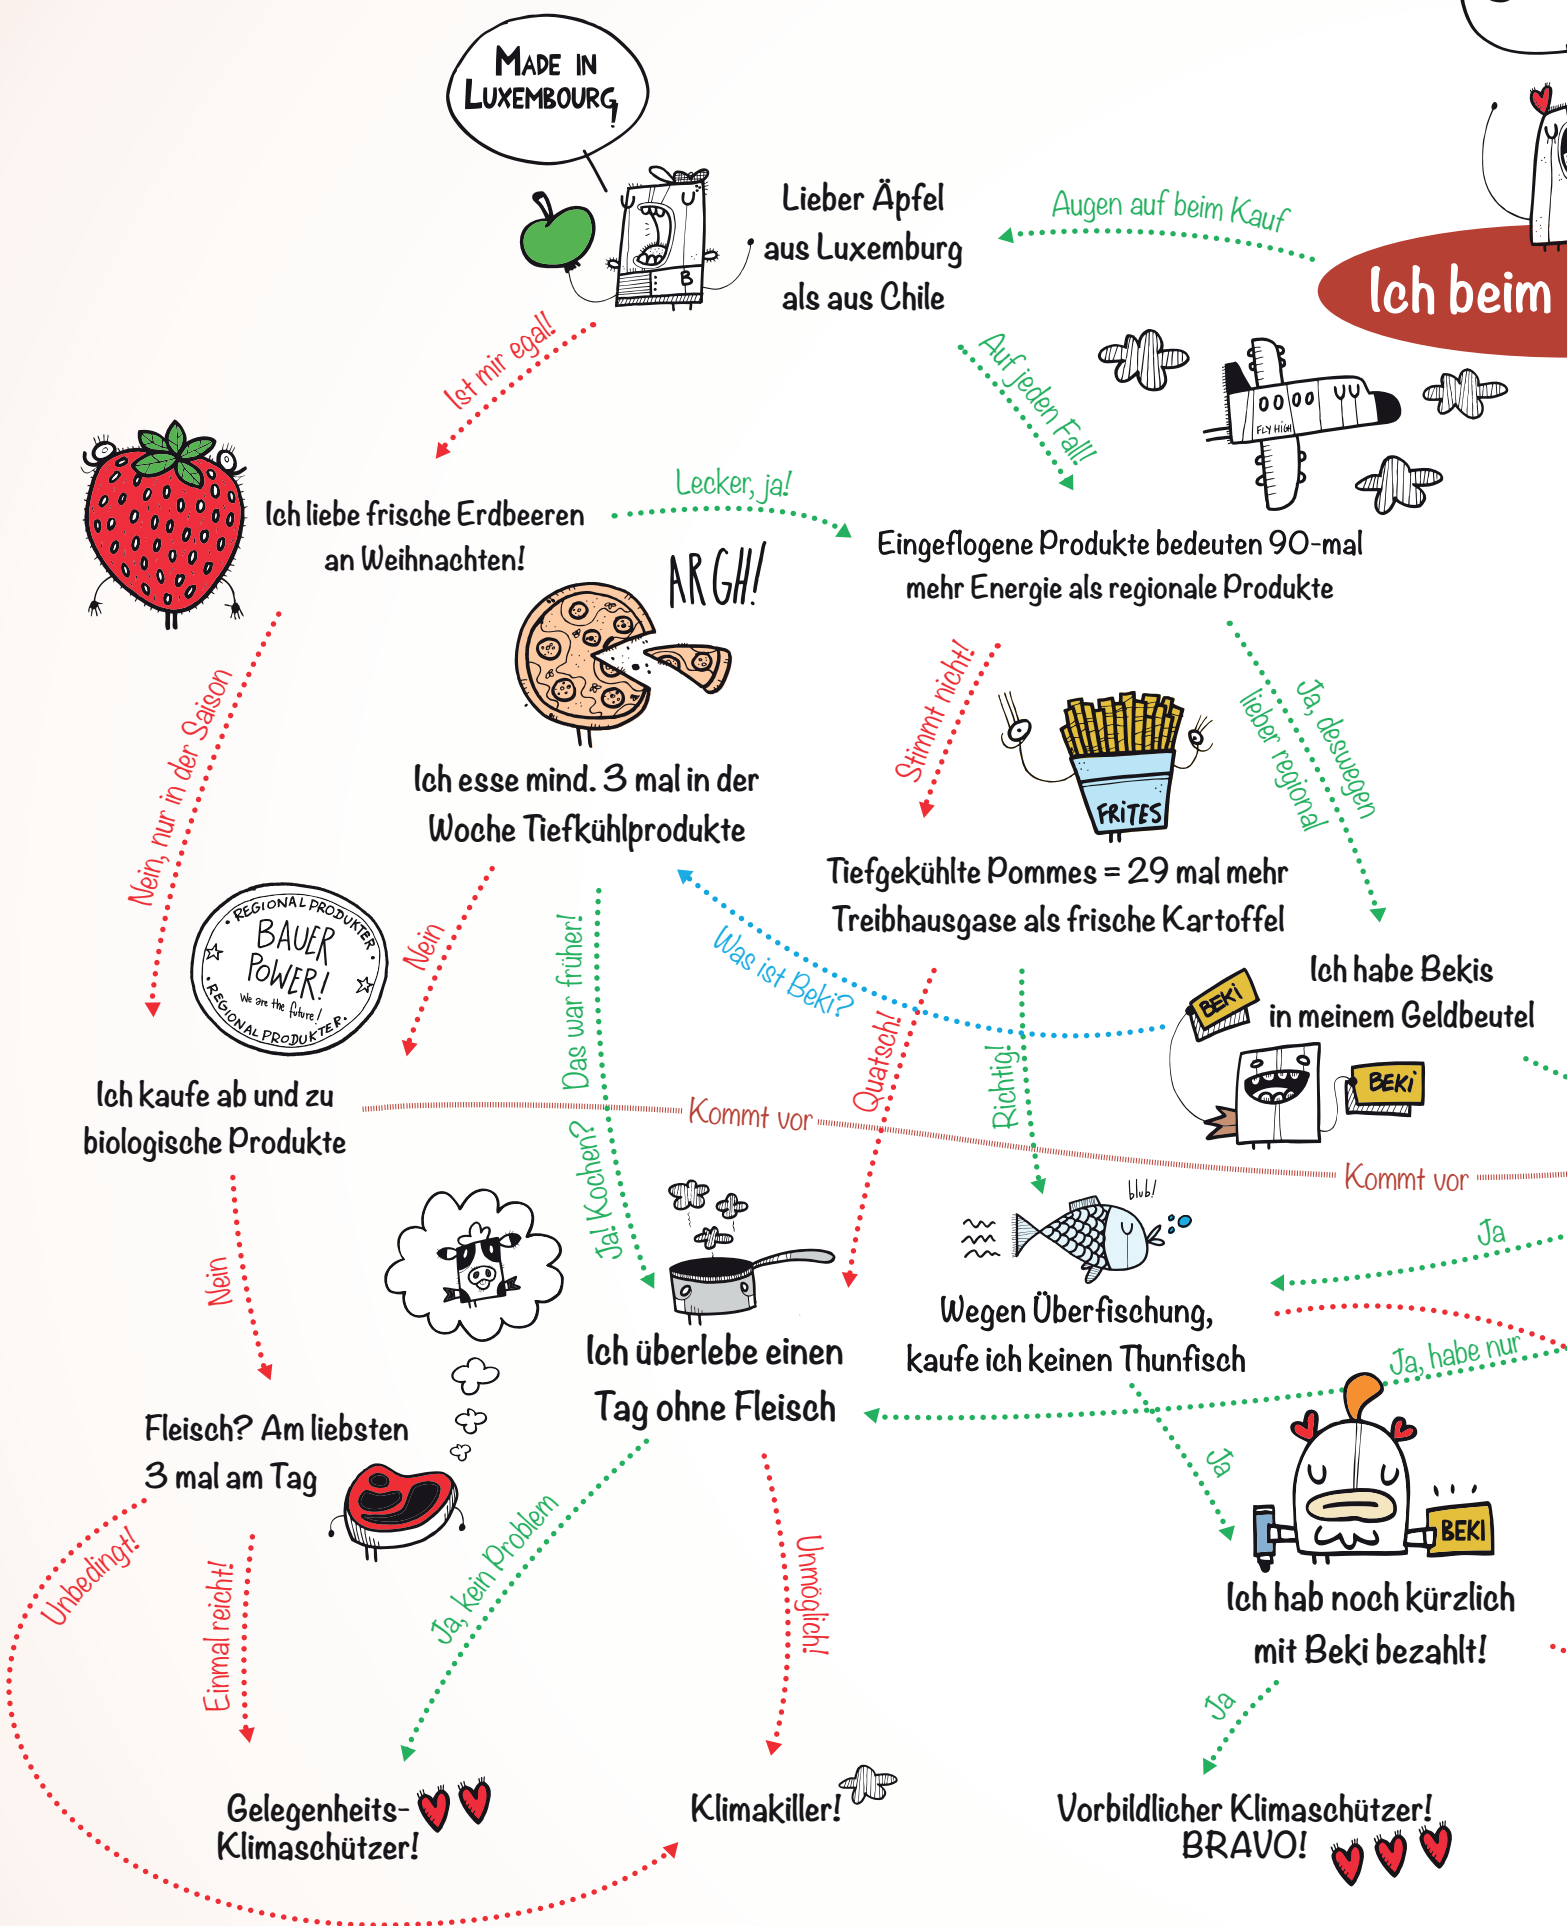 MADE IN
LUXEMBOURG!
B
Lieber Äpfel
aus Luxemburg
als aus Chile
Augen auf beim Kauf
Ich beim
Ist mir egal!
Auf jeden Fall!
FLY HIGH
Ich liebe frische Erdbeeren
an Weihnachten!
Lecker, ja!
Eingeflogene Produkte bedeuten 90-mal
mehr Energie als regionale Produkte
ARGH!
Nein, nur in der Saison
Stimmt nicht!
Ja, deswegen
lieber regional
FRITES
Ich esse mind. 3 mal in der
Woche Tiefkühlprodukte
Tiefgekühlte Pommes = 29 mal mehr
Treibhausgase als frische Kartoffel
• REGIONAL PRODUKTER •
BAUER
POWER!
We are the future!
• REGIONAL PRODUKTER •
Nein
Das war früher!
Was ist Beki?
Ich habe Bekis
in meinem Geldbeutel
BEKI
BEKI
Quatsch!
Richtig!
Ich kaufe ab und zu
biologische Produkte
Kommt vor
Kommt vor
Ja! Kochen?
blub!
Ja
Nein
Wegen Überfischung,
kaufe ich keinen Thunfisch
Ich überlebe einen
Tag ohne Fleisch
Ja, habe nur
Fleisch? Am liebsten
3 mal am Tag
Ja
BEKI
Unbedingt!
Einmal reicht!
Ja, kein Problem
Unmöglich!
Ich hab noch kürzlich
mit Beki bezahlt!
Ja
Gelegenheits-
Klimaschützer!
Klimakiller!
Vorbildlicher Klimaschützer!
BRAVO!